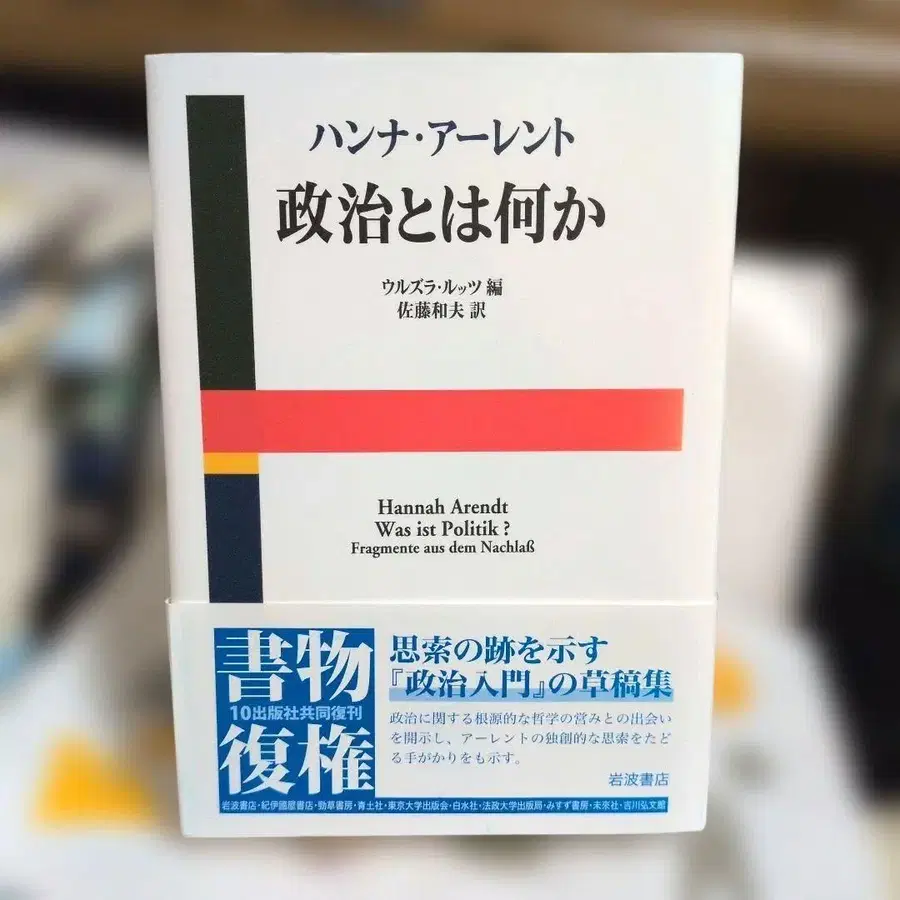 ハンナ・アーレント
政治とは何か
ウルズラ・ルッツ 編
佐藤和夫 訳
Hannah Arendt
Was ist Politik ?
Fragmente aus dem Nachlaß
書物
10出版社共同復刊
復権
思索の跡を示す
『政治入門』の草稿集
政治に関する根源的な哲学の営みとの出会い
を開示し、アーレントの独創的な思索をたど
る手がかりをも示す。
岩波書店
岩波書店・紀伊國屋書店・勁草書房・青土社・東京大学出版会・白水社・法政大学出版局・みすず書房・未來社・吉川弘文館